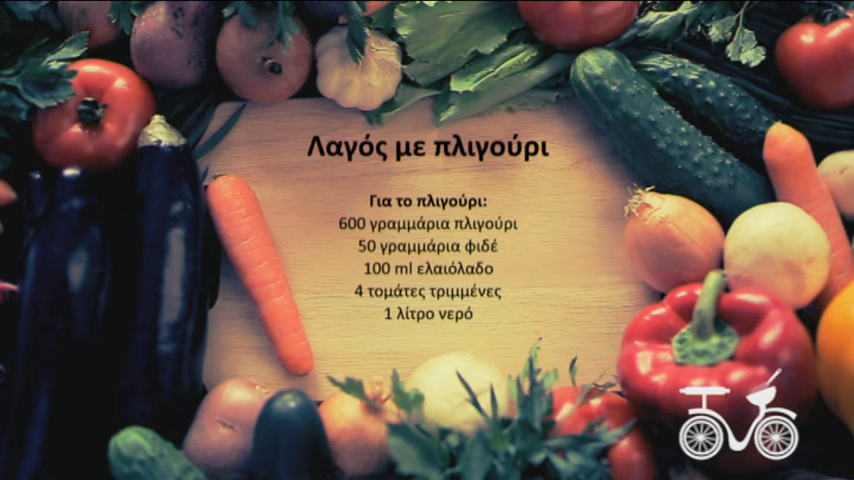 Λαγός με πλιγούρι
Για το πλιγούρι:
600 γραμμάρια πλιγούρι
50 γραμμάρια φιδέ
100 ml ελαιόλαδο
4 τομάτες τριμμένες
1 λίτρο νερό